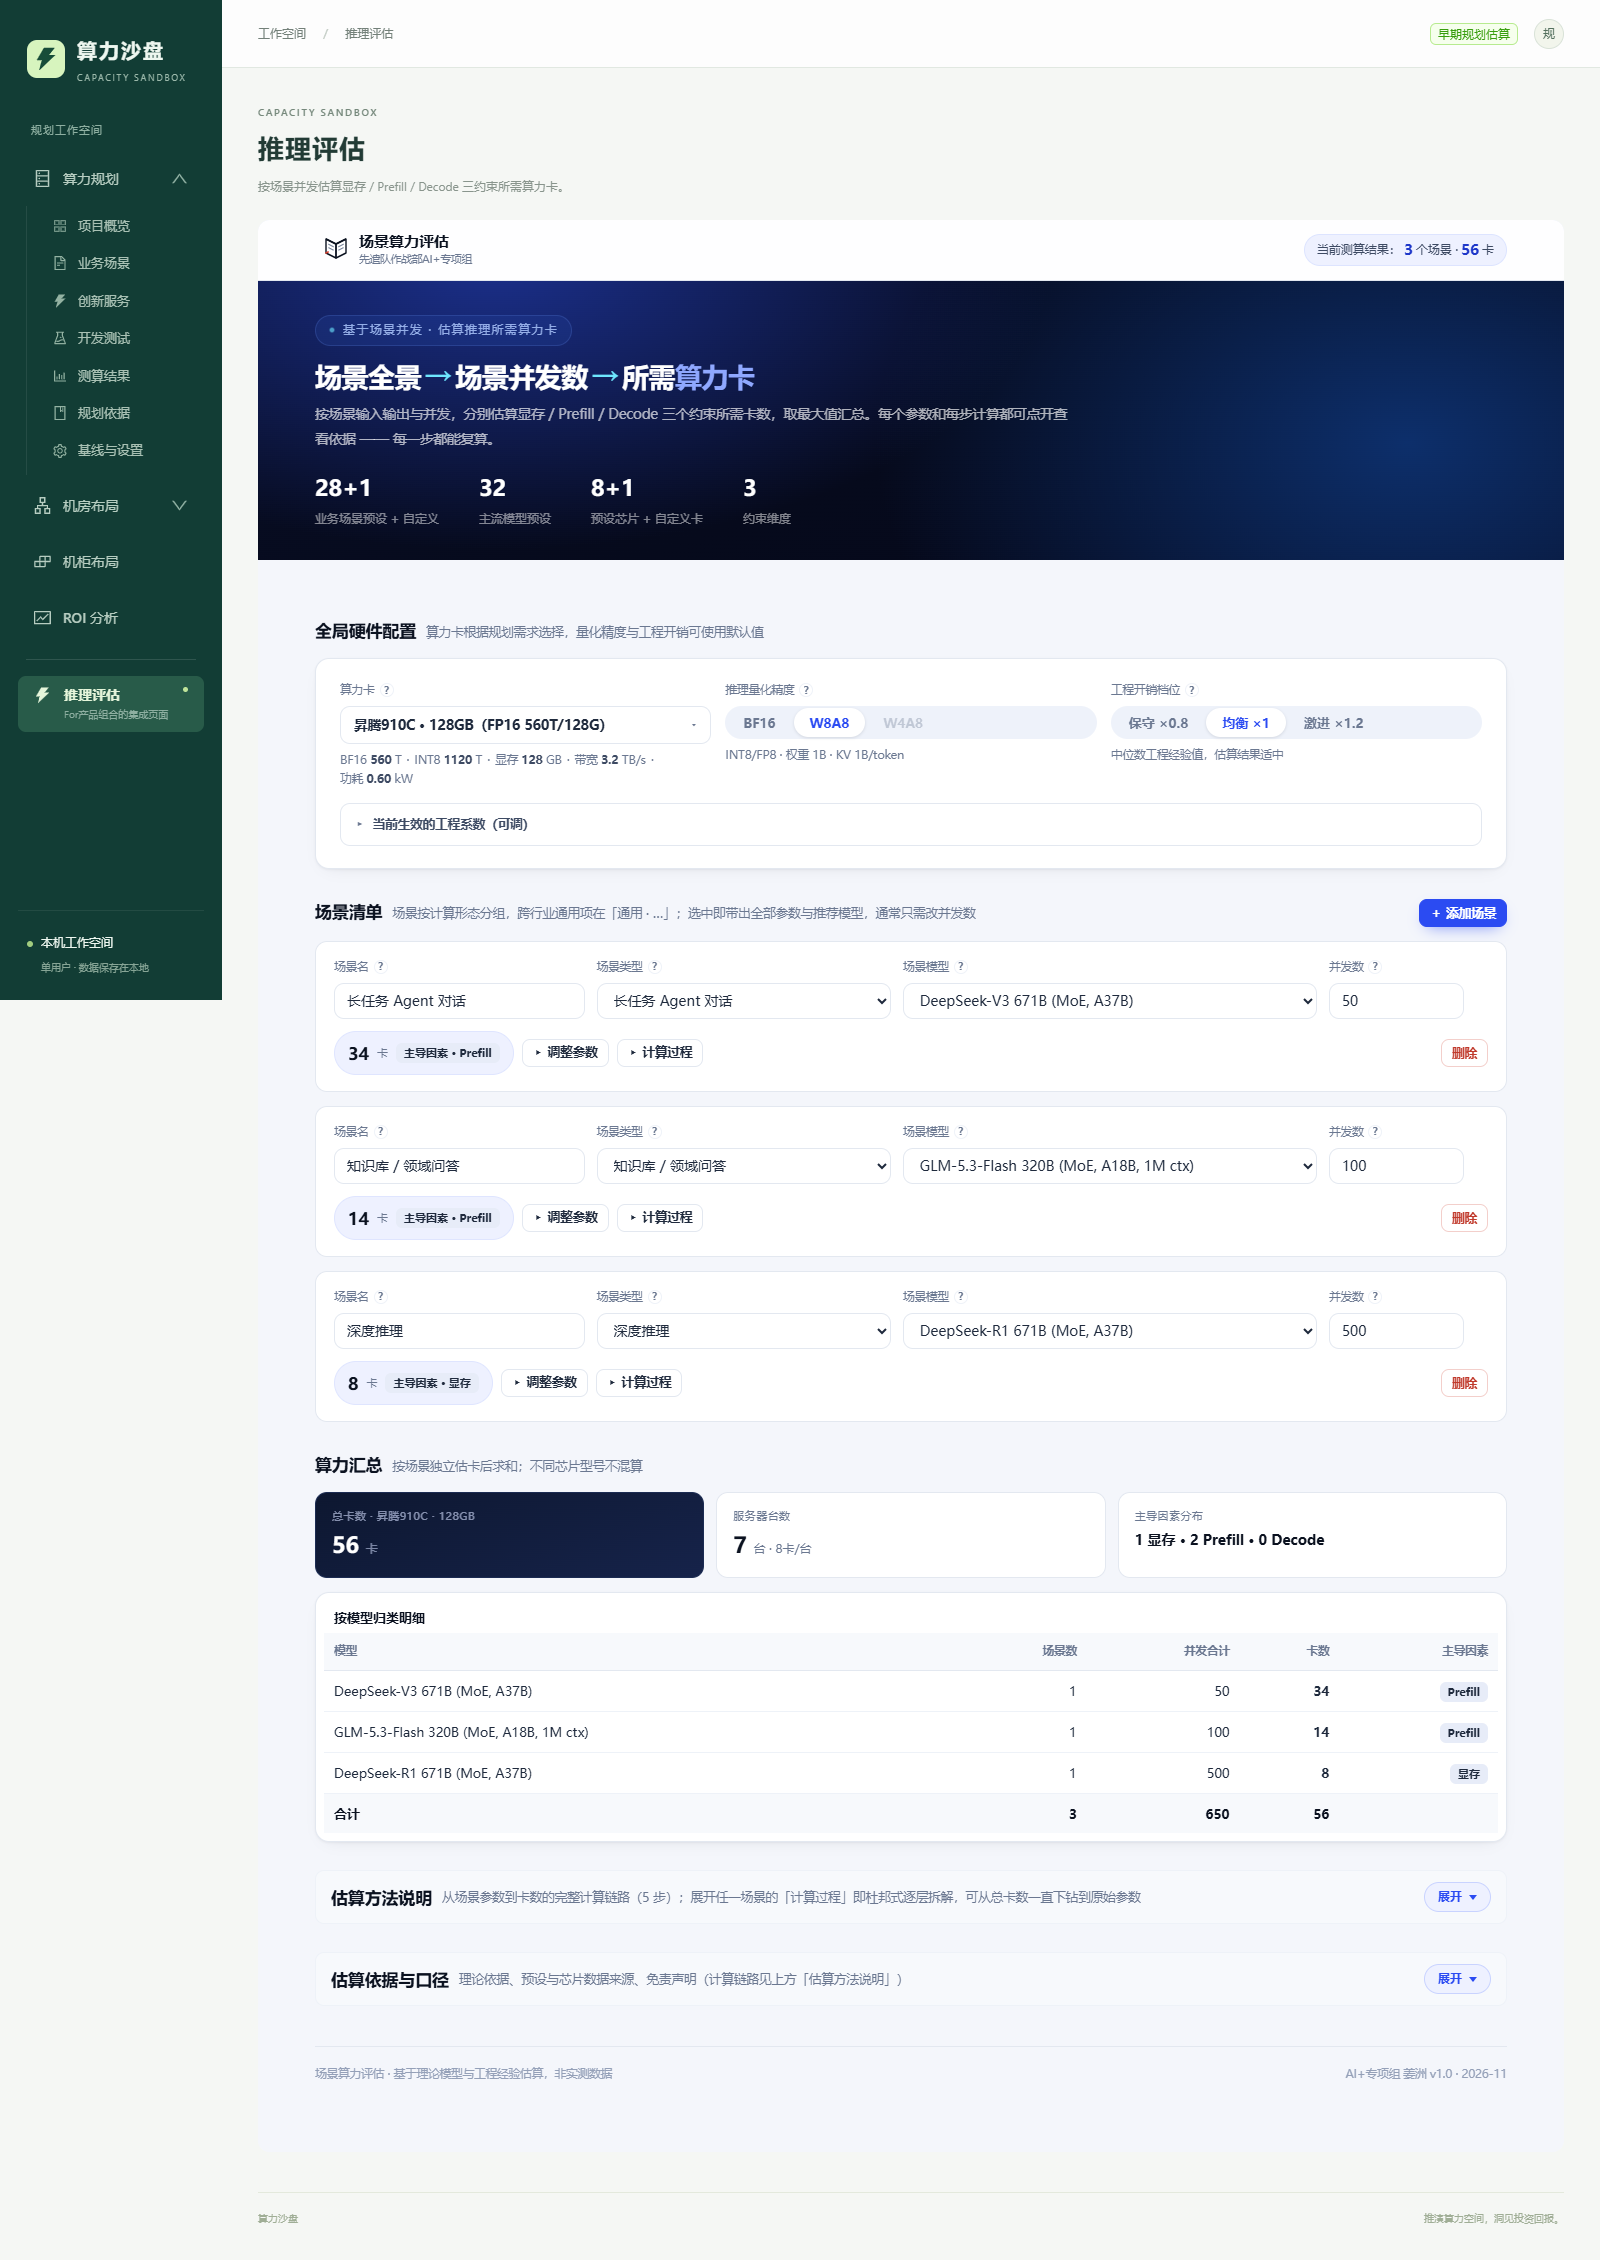 算力沙盘
CAPACITY SANDBOX
规划工作空间
算力规划
项目概览
业务场景
创新服务
开发测试
测算结果
规划依据
基线与设置
机房布局
机柜布局
ROI 分析
推理评估
For产品组合的集成页面
本机工作空间
单用户 · 数据保存在本地
工作空间 / 推理评估
早期规划估算 规
CAPACITY SANDBOX
推理评估
按场景并发估算显存 / Prefill / Decode 三约束所需算力卡。
场景算力评估
先遣队作战部AI+专项组
当前测算结果： 3 个场景 · 56 卡
基于场景并发 · 估算推理所需算力卡
场景全景→场景并发数→所需算力卡
按场景输入输出与并发，分别估算显存 / Prefill / Decode 三个约束所需卡数，取最大值汇总。每个参数和每步计算都可点开查
看依据 —— 每一步都能复算。
28+1 32 8+1 3
业务场景预设 + 自定义 主流模型预设 预设芯片 + 自定义卡 约束维度
全局硬件配置 算力卡根据规划需求选择，量化精度与工程开销可使用默认值
算力卡 ? 推理量化精度 ? 工程开销档位 ?
昇腾910C • 128GB（FP16 560T/128G） BF16 W8A8 W4A8 保守 ×0.8 均衡 ×1 激进 ×1.2
BF16 560 T · INT8 1120 T · 显存 128 GB · 带宽 3.2 TB/s · INT8/FP8 · 权重 1B · KV 1B/token 中位数工程经验值，估算结果适中
功耗 0.60 kW
▸ 当前生效的工程系数（可调）
场景清单 场景按计算形态分组，跨行业通用项在「通用 · …」；选中即带出全部参数与推荐模型，通常只需改并发数 + 添加场景
场景名 ? 场景类型 ? 场景模型 ? 并发数 ?
长任务 Agent 对话 长任务 Agent 对话 DeepSeek-V3 671B (MoE, A37B) 50
34 卡 主导因素 • Prefill ▸ 调整参数 ▸ 计算过程 删除
场景名 ? 场景类型 ? 场景模型 ? 并发数 ?
知识库 / 领域问答 知识库 / 领域问答 GLM-5.3-Flash 320B (MoE, A18B, 1M ctx) 100
14 卡 主导因素 • Prefill ▸ 调整参数 ▸ 计算过程 删除
场景名 ? 场景类型 ? 场景模型 ? 并发数 ?
深度推理 深度推理 DeepSeek-R1 671B (MoE, A37B) 500
8 卡 主导因素 • 显存 ▸ 调整参数 ▸ 计算过程 删除
算力汇总 按场景独立估卡后求和；不同芯片型号不混算
总卡数 · 昇腾910C · 128GB 服务器台数 主导因素分布
56 卡 7 台 · 8卡/台 1 显存 • 2 Prefill • 0 Decode
按模型归类明细
模型 场景数 并发合计 卡数 主导因素
DeepSeek-V3 671B (MoE, A37B) 1 50 34 Prefill
GLM-5.3-Flash 320B (MoE, A18B, 1M ctx) 1 100 14 Prefill
DeepSeek-R1 671B (MoE, A37B) 1 500 8 显存
合计 3 650 56
估算方法说明 从场景参数到卡数的完整计算链路（5 步）；展开任一场景的「计算过程」即杜邦式逐层拆解，可从总卡数一直下钻到原始参数 展开 ▾
估算依据与口径 理论依据、预设与芯片数据来源、免责声明（计算链路见上方「估算方法说明」） 展开 ▾
场景算力评估 · 基于理论模型与工程经验估算，非实测数据 AI+专项组 姜洲 v1.0 · 2026-11
算力沙盘 推演算力空间，洞见投资回报。